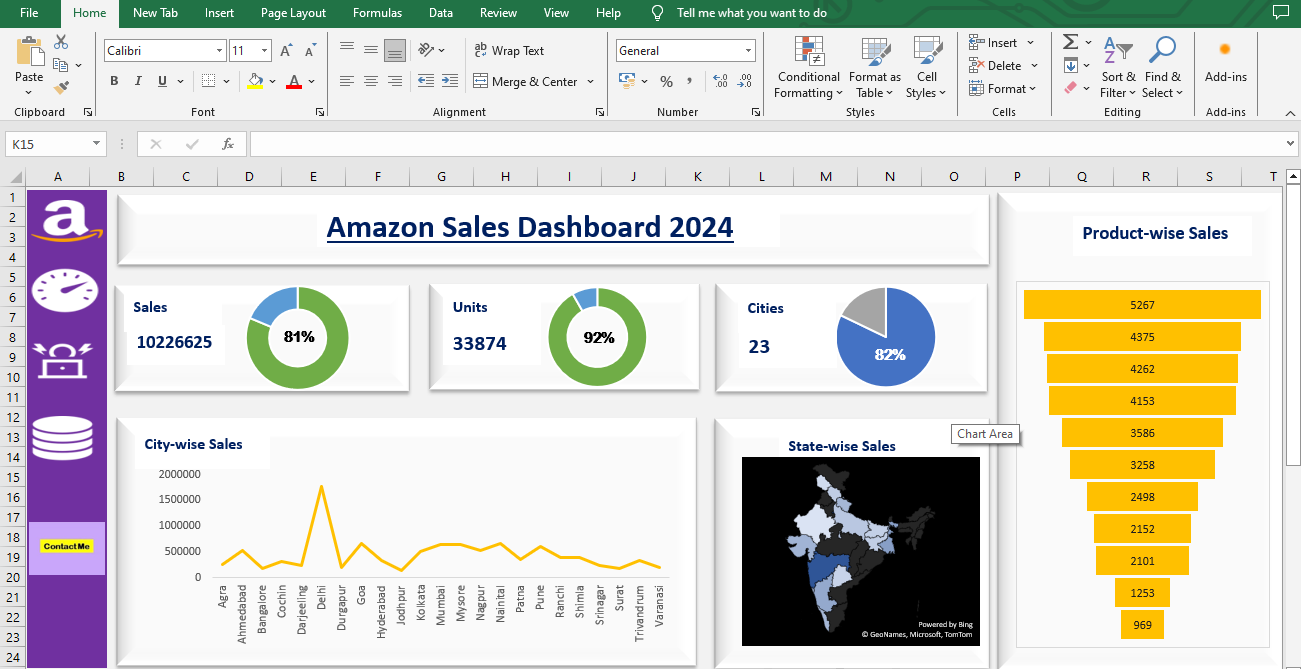 File Home New Tab Insert Page Layout Formulas Data Review View Help Tell me what you want to do
Paste
Calibri 11
B I U
A
ab Wrap Text
Merge & Center
General
% ,
Conditional Formatting
Format as Table
Cell Styles
Insert
Delete
Format
Sort & Filter
Find & Select
Add-ins
Clipboard Font Alignment Number Styles Cells Editing Add-ins
K15 fx
A B C D E F G H I J K L M N O P Q R S T
1
2
3
4
5
6
7
8
9
10
11
12
13
14
15
16
17
18
19
20
21
22
23
24
a
Contact Me
Amazon Sales Dashboard 2024
Sales
10226625
81%
Units
33874
92%
Cities
23
82%
City-wise Sales
2000000
1500000
1000000
500000
0
Agra
Ahmedabad
Bangalore
Cochin
Darjeeling
Delhi
Durgapur
Goa
Hyderabad
Jodhpur
Kolkata
Mumbai
Mysore
Nagpur
Nainital
Patna
Pune
Ranchi
Shimla
Srinagar
Surat
Trivandrum
Varanasi
State-wise Sales
Chart Area
Powered by Bing
© GeoNames, Microsoft, TomTom
Product-wise Sales
5267
4375
4262
4153
3586
3258
2498
2152
2101
1253
969